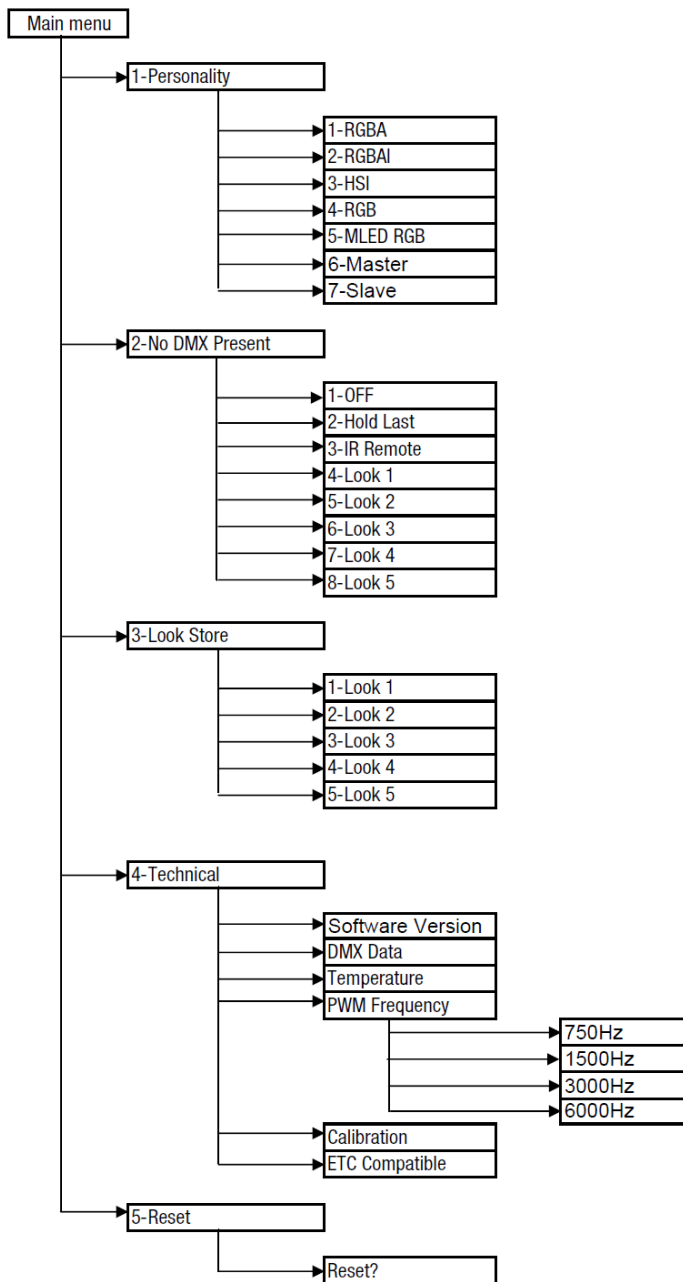 Main menu
1-Personality
1-RGBA
2-RGBAI
3-HSI
4-RGB
5-MLED RGB
6-Master
7-Slave
2-No DMX Present
1-OFF
2-Hold Last
3-IR Remote
4-Look 1
5-Look 2
6-Look 3
7-Look 4
8-Look 5
3-Look Store
1-Look 1
2-Look 2
3-Look 3
4-Look 4
5-Look 5
4-Technical
Software Version
DMX Data
Temperature
PWM Frequency
750Hz
1500Hz
3000Hz
6000Hz
Calibration
ETC Compatible
5-Reset
Reset?